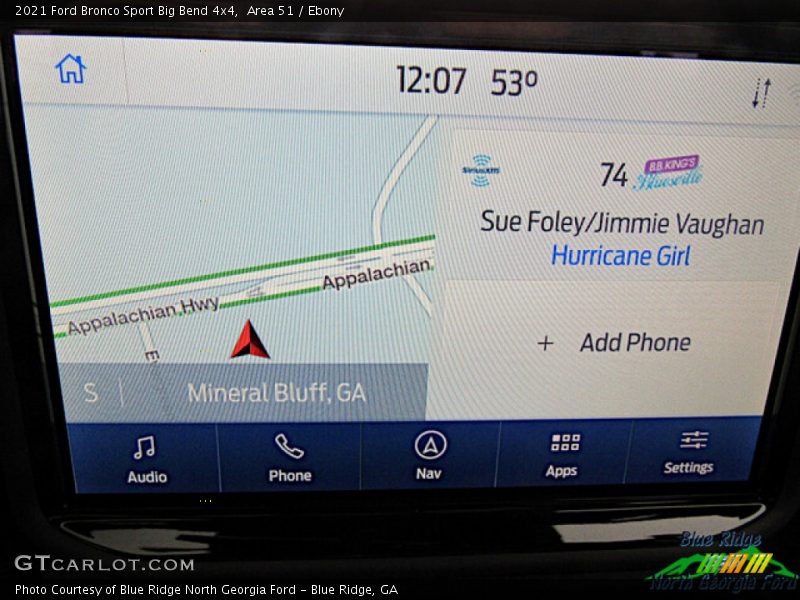 2021 Ford Bronco Sport Big Bend 4x4,  Area 51 / Ebony
12:07 53º
SiriusXM
74 B.B. KING'S
Bluesville
Sue Foley/Jimmie Vaughan
Hurricane Girl
Appalachian
Appalachian Hwy
E
+ Add Phone
S | Mineral Bluff, GA
Audio
Phone
Nav
Apps
Settings
...
GTCARLOT.COM
Blue Ridge
North Georgia Ford
Photo Courtesy of Blue Ridge North Georgia Ford – Blue Ridge, GA